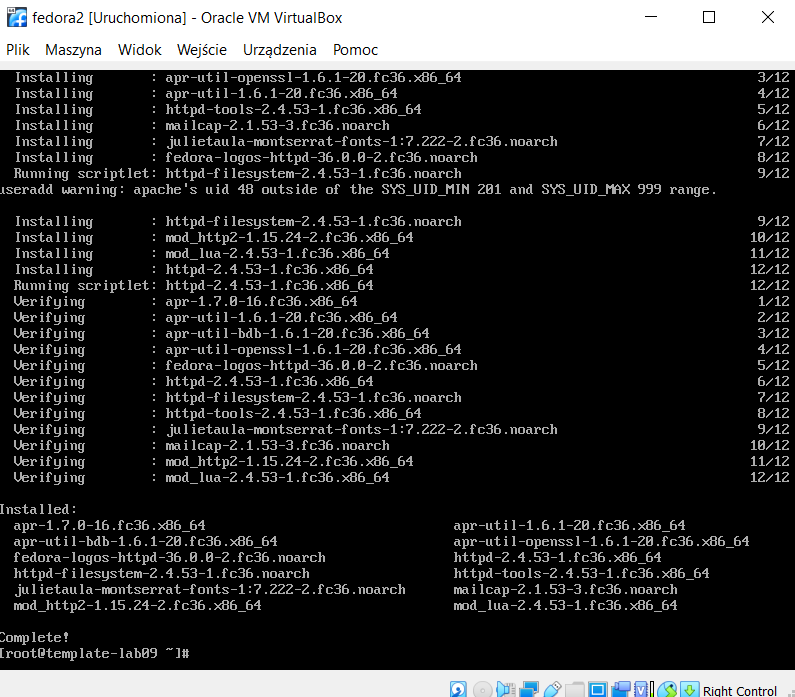 fedora2 [Uruchomiona] - Oracle VM VirtualBox
Plik Maszyna Widok Wejście Urządzenia Pomoc
Installing : apr-util-openssl-1.6.1-20.fc36.x86_64 3/12
Installing : apr-util-1.6.1-20.fc36.x86_64 4/12
Installing : httpd-tools-2.4.53-1.fc36.x86_64 5/12
Installing : mailcap-2.1.53-3.fc36.noarch 6/12
Installing : julietaula-montserrat-fonts-1:7.222-2.fc36.noarch 7/12
Installing : fedora-logos-httpd-36.0.0-2.fc36.noarch 8/12
Running scriptlet: httpd-filesystem-2.4.53-1.fc36.noarch 9/12
useradd warning: apache's uid 48 outside of the SYS_UID_MIN 201 and SYS_UID_MAX 999 range.
Installing : httpd-filesystem-2.4.53-1.fc36.noarch 9/12
Installing : mod_http2-1.15.24-2.fc36.x86_64 10/12
Installing : mod_lua-2.4.53-1.fc36.x86_64 11/12
Installing : httpd-2.4.53-1.fc36.x86_64 12/12
Running scriptlet: httpd-2.4.53-1.fc36.x86_64 12/12
Verifying : apr-1.7.0-16.fc36.x86_64 1/12
Verifying : apr-util-1.6.1-20.fc36.x86_64 2/12
Verifying : apr-util-bdb-1.6.1-20.fc36.x86_64 3/12
Verifying : apr-util-openssl-1.6.1-20.fc36.x86_64 4/12
Verifying : fedora-logos-httpd-36.0.0-2.fc36.noarch 5/12
Verifying : httpd-2.4.53-1.fc36.x86_64 6/12
Verifying : httpd-filesystem-2.4.53-1.fc36.noarch 7/12
Verifying : httpd-tools-2.4.53-1.fc36.x86_64 8/12
Verifying : julietaula-montserrat-fonts-1:7.222-2.fc36.noarch 9/12
Verifying : mailcap-2.1.53-3.fc36.noarch 10/12
Verifying : mod_http2-1.15.24-2.fc36.x86_64 11/12
Verifying : mod_lua-2.4.53-1.fc36.x86_64 12/12
Installed:
apr-1.7.0-16.fc36.x86_64 apr-util-1.6.1-20.fc36.x86_64
apr-util-bdb-1.6.1-20.fc36.x86_64 apr-util-openssl-1.6.1-20.fc36.x86_64
fedora-logos-httpd-36.0.0-2.fc36.noarch httpd-2.4.53-1.fc36.x86_64
httpd-filesystem-2.4.53-1.fc36.noarch httpd-tools-2.4.53-1.fc36.x86_64
julietaula-montserrat-fonts-1:7.222-2.fc36.noarch mailcap-2.1.53-3.fc36.noarch
mod_http2-1.15.24-2.fc36.x86_64 mod_lua-2.4.53-1.fc36.x86_64
Complete!
[root@template-lab09 ~]#
Right Control